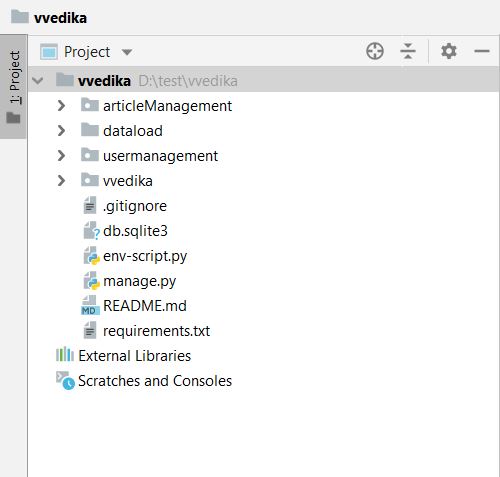 vvedika
1: Project
Project
vvedika D:\test\vvedika
articleManagement
dataload
usermanagement
vvedika
.gitignore
db.sqlite3
env-script.py
manage.py
MD README.md
requirements.txt
External Libraries
Scratches and Consoles